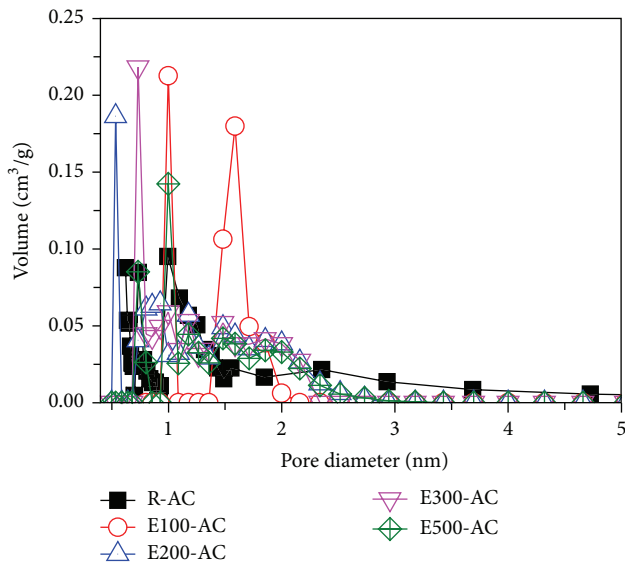 0.25
0.20
0.15
0.10
0.05
0.00
Volume (cm³/g)
1 2 3 4 5
Pore diameter (nm)
R-AC
E100-AC
E200-AC
E300-AC
E500-AC